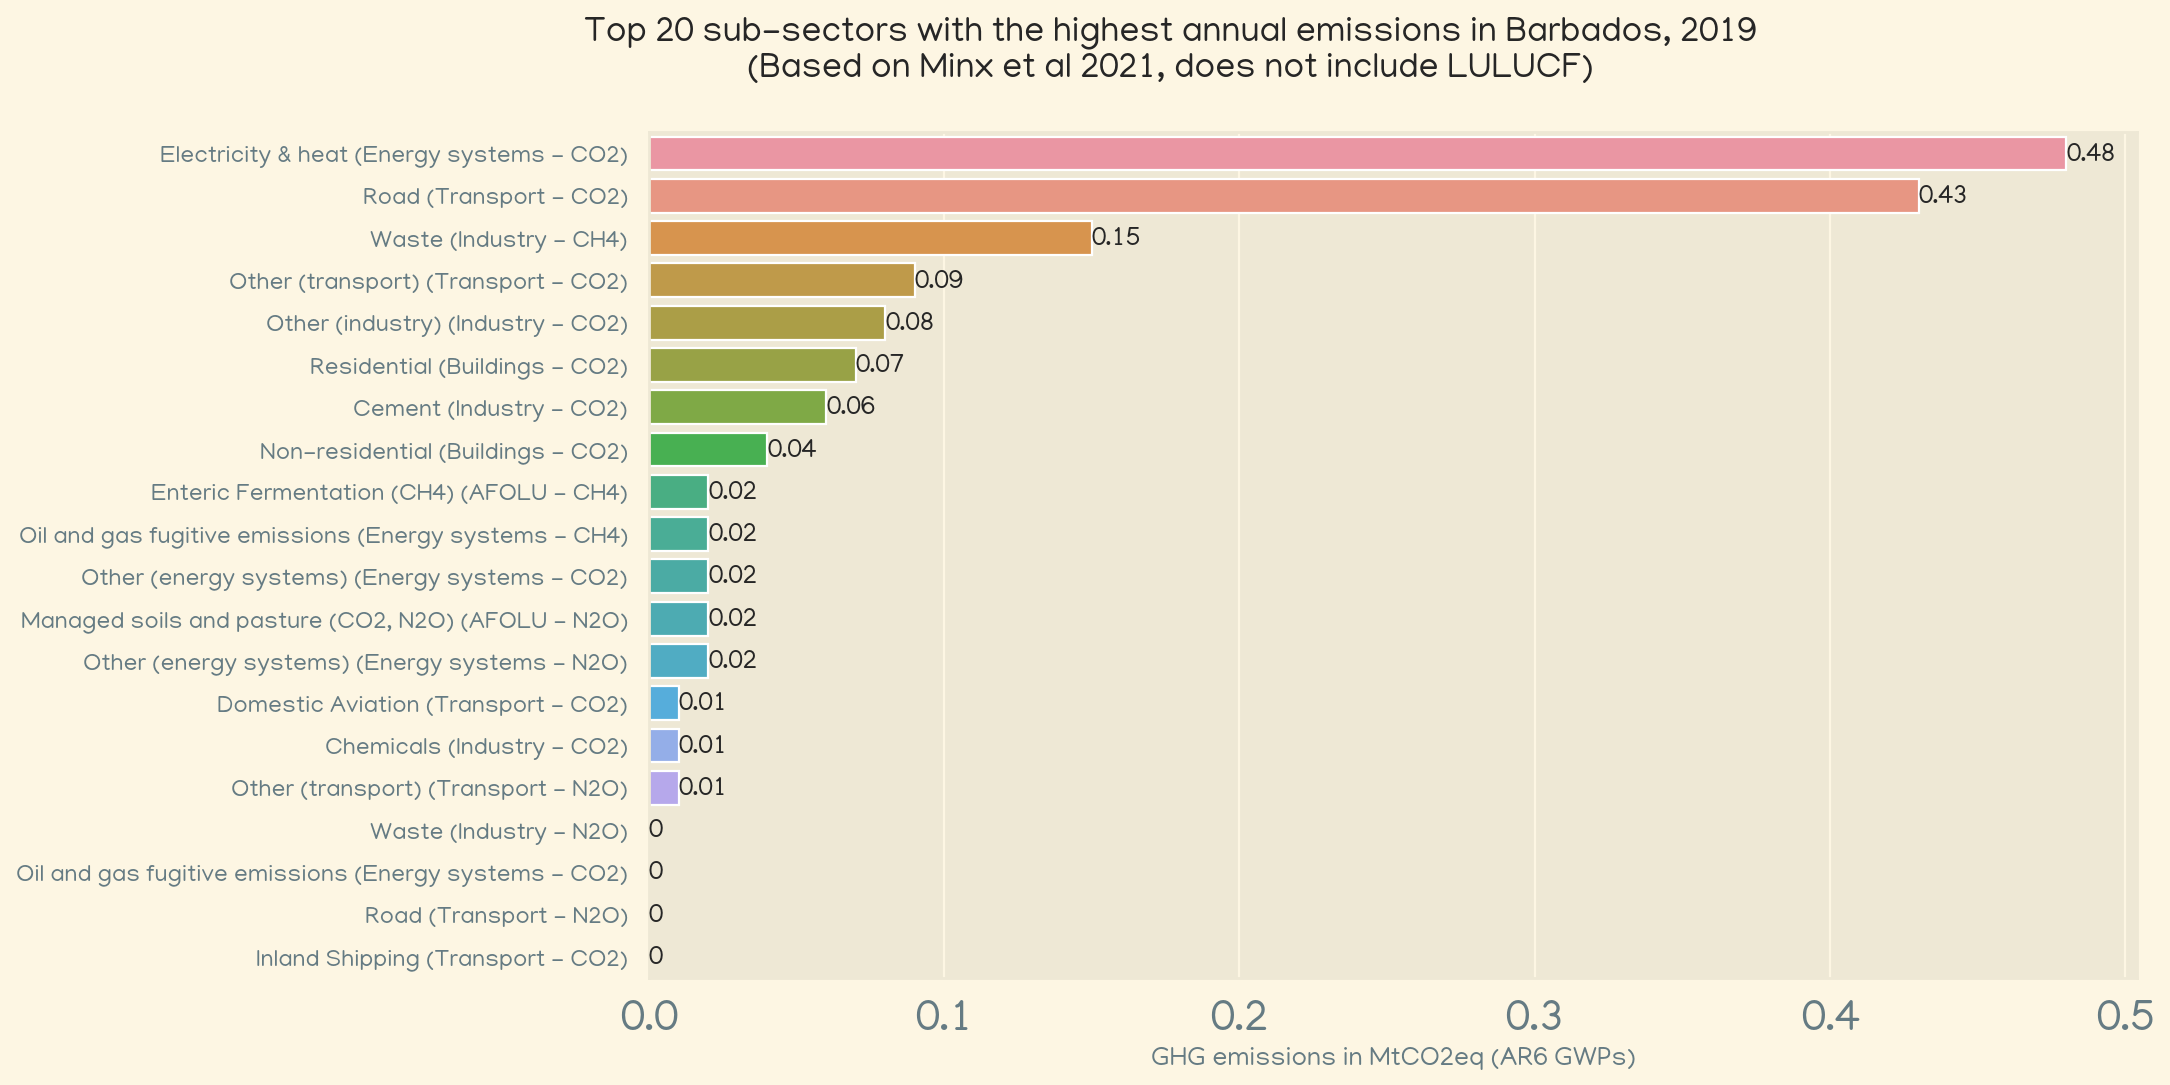 Top 20 sub-sectors with the highest annual emissions in Barbados, 2019
(Based on Minx et al 2021, does not include LULUCF)
Electricity & heat (Energy systems - CO2) 0.48
Road (Transport - CO2) 0.43
Waste (Industry - CH4) 0.15
Other (transport) (Transport - CO2) 0.09
Other (industry) (Industry - CO2) 0.08
Residential (Buildings - CO2) 0.07
Cement (Industry - CO2) 0.06
Non-residential (Buildings - CO2) 0.04
Enteric Fermentation (CH4) (AFOLU - CH4) 0.02
Oil and gas fugitive emissions (Energy systems - CH4) 0.02
Other (energy systems) (Energy systems - CO2) 0.02
Managed soils and pasture (CO2, N2O) (AFOLU - N2O) 0.02
Other (energy systems) (Energy systems - N2O) 0.02
Domestic Aviation (Transport - CO2) 0.01
Chemicals (Industry - CO2) 0.01
Other (transport) (Transport - N2O) 0.01
Waste (Industry - N2O) 0
Oil and gas fugitive emissions (Energy systems - CO2) 0
Road (Transport - N2O) 0
Inland Shipping (Transport - CO2) 0
0.0 0.1 0.2 0.3 0.4 0.5
GHG emissions in MtCO2eq (AR6 GWPs)